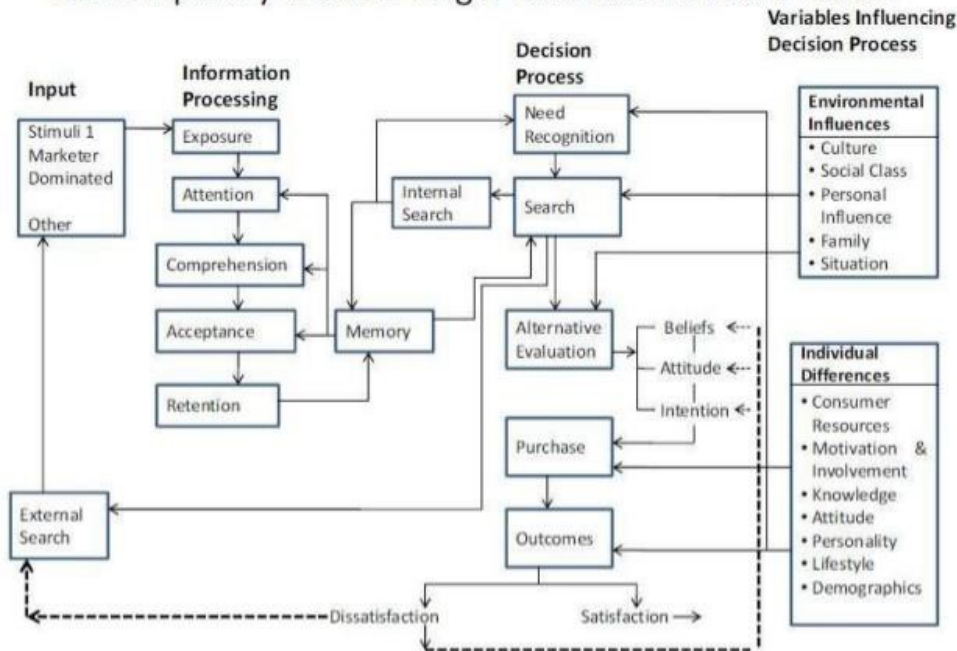 Variables Influencing
Decision Process
Input
Information
Processing
Decision
Process
Stimuli 1
Marketer
Dominated
Other
Exposure
Attention
Comprehension
Acceptance
Retention
Memory
Internal
Search
Need
Recognition
Search
Alternative
Evaluation
Beliefs
Attitude
Intention
Purchase
Outcomes
Dissatisfaction
Satisfaction
External
Search
Environmental
Influences
• Culture
• Social Class
• Personal
Influence
• Family
• Situation
Individual
Differences
• Consumer
Resources
• Motivation &
Involvement
• Knowledge
• Attitude
• Personality
• Lifestyle
• Demographics